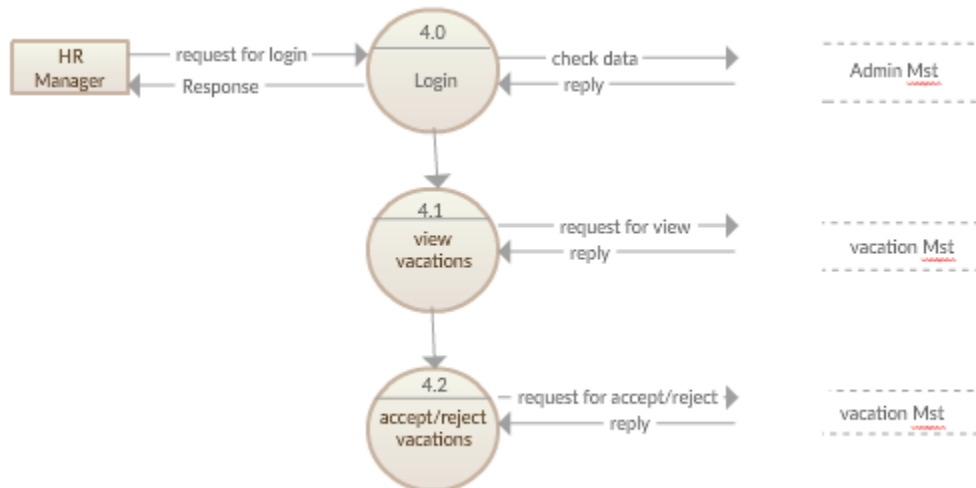 4.0
HR
Manager
request for login
Response
Login
check data
reply
Admin Mst
4.1
view
vacations
request for view
reply
vacation Mst
4.2
accept/reject
vacations
request for accept/reject
reply
vacation Mst